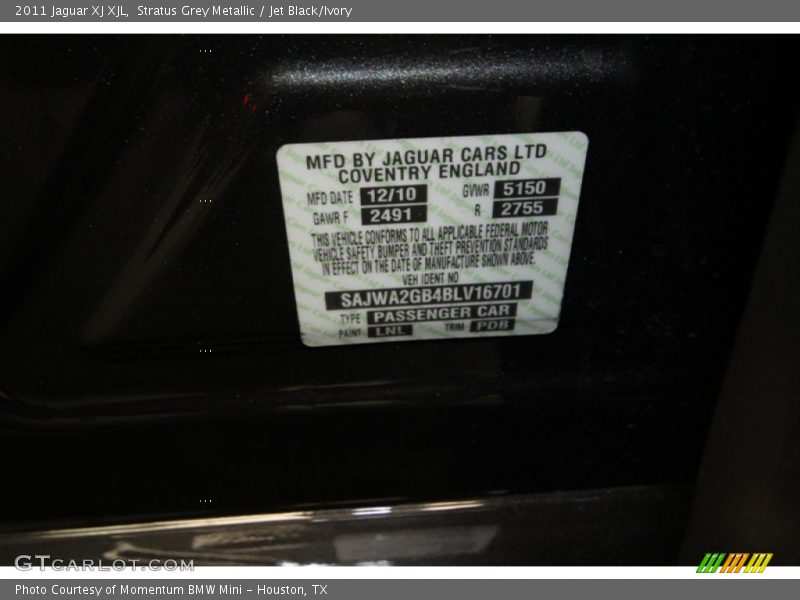 2011 Jaguar XJ XJL,  Stratus Grey Metallic / Jet Black/Ivory
MFD BY JAGUAR CARS LTD
COVENTRY ENGLAND
MFD DATE 12/10 GVWR 5150
GAWR F 2491 R 2755
THIS VEHICLE CONFORMS TO ALL APPLICABLE FEDERAL MOTOR
VEHICLE SAFETY BUMPER AND THEFT PREVENTION STANDARDS
IN EFFECT ON THE DATE OF MANUFACTURE SHOWN ABOVE.
VEH IDENT NO
SAJWA2GB4BLV16701
TYPE PASSENGER CAR
PAINT LNL TRIM PDB
GTCARLOT.COM
Photo Courtesy of Momentum BMW Mini - Houston, TX